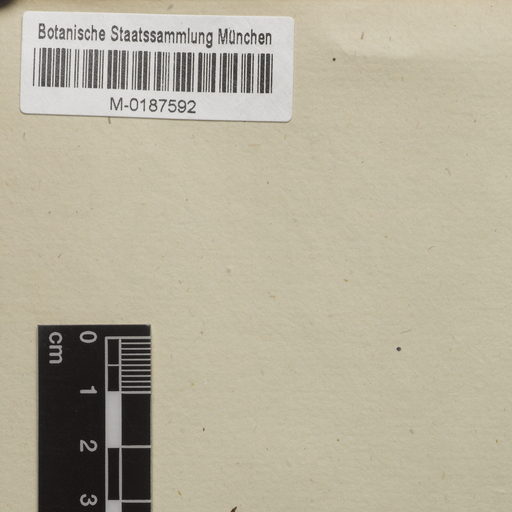 Botanische Staatssammlung München
M-0187592
cm
0
1
2
3